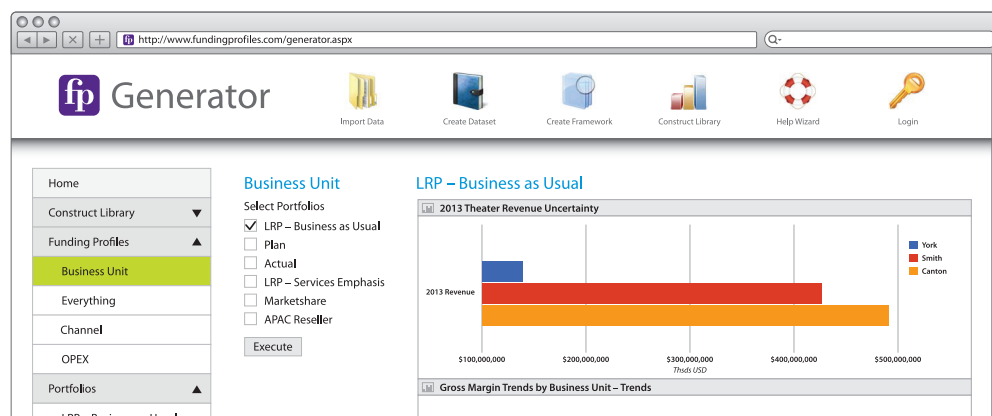 http://www.fundingprofiles.com/generator.aspx
Q-
fp Generator
Import Data
Create Dataset
Create Framework
Construct Library
Help Wizard
Login
Home
Construct Library
Funding Profiles
Business Unit
Everything
Channel
OPEX
Portfolios
Business Unit
Select Portfolios
LRP – Business as Usual
Plan
Actual
LRP – Services Emphasis
Marketshare
APAC Reseller
Execute
LRP – Business as Usual
2013 Theater Revenue Uncertainty
York
Smith
Canton
2013 Revenue
$100,000,000 $200,000,000 $300,000,000 $400,000,000 $500,000,000
Thsds USD
Gross Margin Trends by Business Unit – Trends